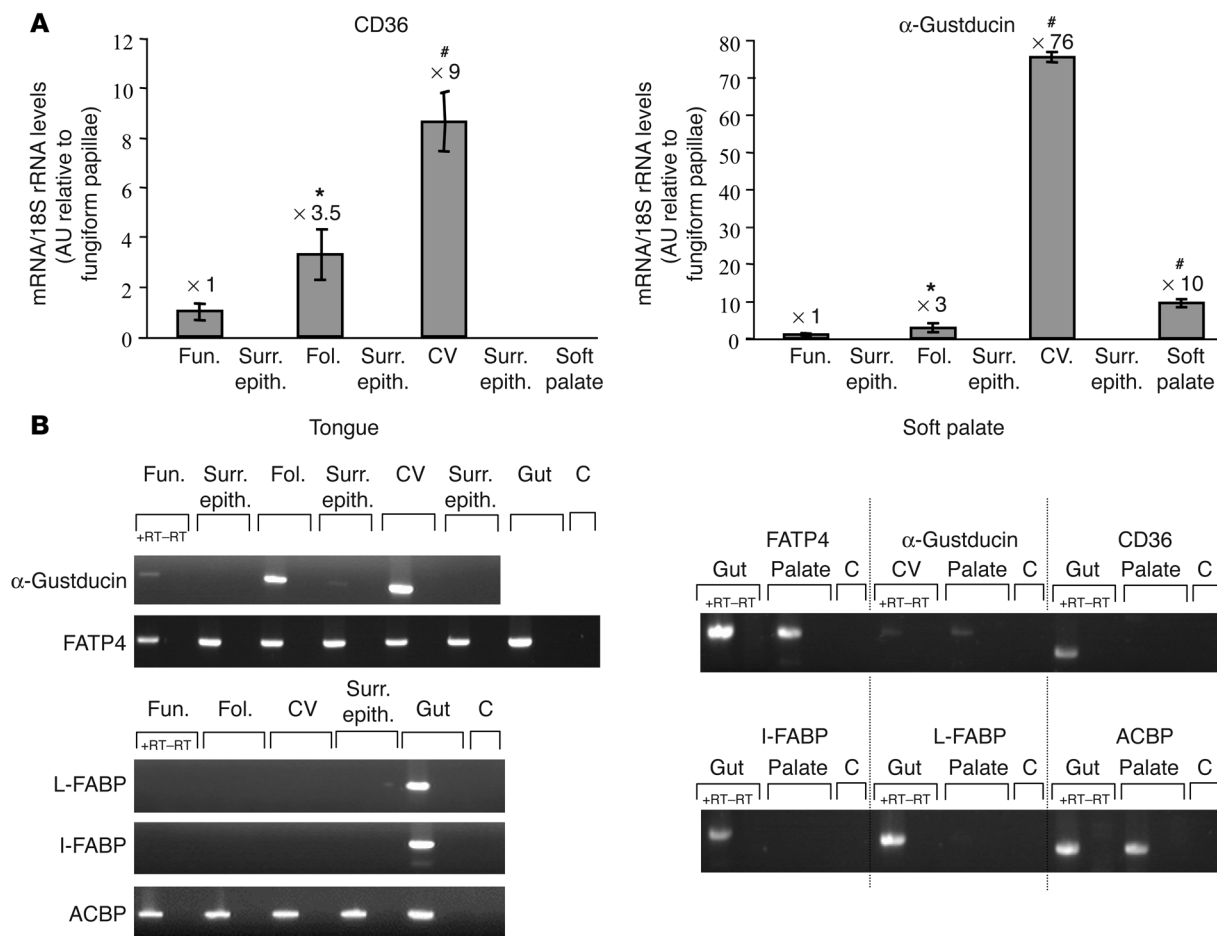 A
CD36
mRNA/18S rRNA levels
(AU relative to
fungiform papillae)
12
10
8
6
4
2
0
× 1
*
× 3.5
#
× 9
Fun. Surr. Fol. Surr. CV Surr. Soft
epith. epith. epith. palate
α-Gustducin
mRNA/18S rRNA levels
(AU relative to
fungiform papillae)
80
70
60
50
40
30
20
10
0
× 1
*
× 3
#
× 76
#
× 10
Fun. Surr. Fol. Surr. CV. Surr. Soft
epith. epith. epith. palate
B
Tongue
Fun. Surr. Fol. Surr. CV Surr. Gut C
epith. epith. epith.
+RT–RT
α-Gustducin
FATP4
Fun. Fol. CV Surr. Gut C
epith.
+RT–RT
L-FABP
I-FABP
ACBP
Soft palate
FATP4 α-Gustducin CD36
Gut Palate C CV Palate C Gut Palate C
+RT–RT +RT–RT +RT–RT
I-FABP L-FABP ACBP
Gut Palate C Gut Palate C Gut Palate C
+RT–RT +RT–RT +RT–RT